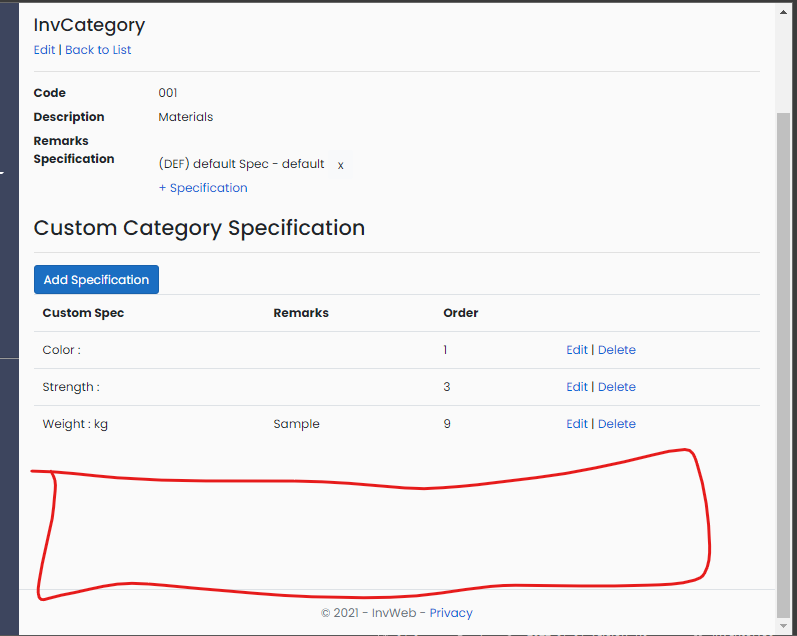 InvCategory
Edit | Back to List
Code 001
Description Materials
Remarks
Specification (DEF) default Spec - default x
+ Specification
Custom Category Specification
Add Specification
Custom Spec Remarks Order
Color : 1 Edit | Delete
Strength : 3 Edit | Delete
Weight : kg Sample 9 Edit | Delete
© 2021 - InvWeb - Privacy